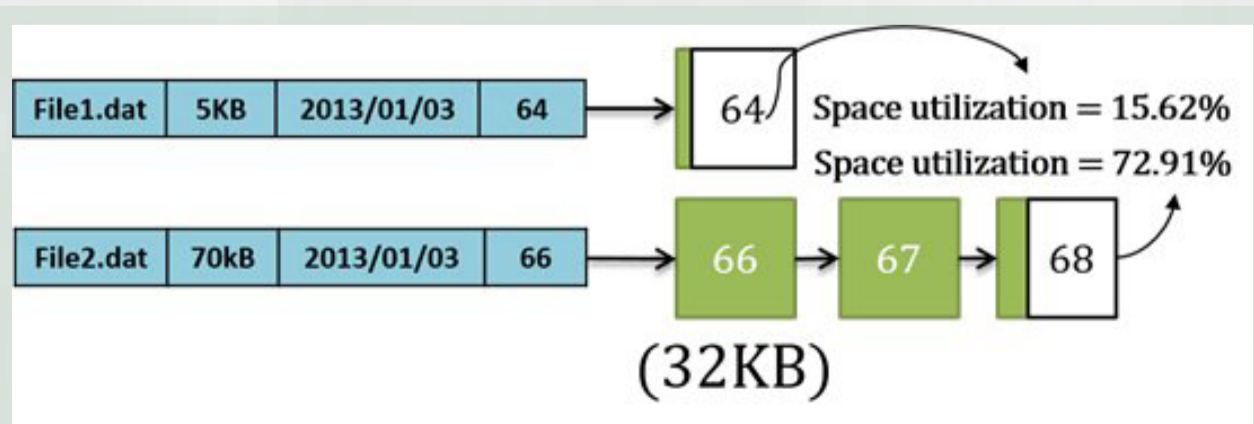 File1.dat 5KB 2013/01/03 64 64 Space utilization = 15.62%
Space utilization = 72.91%
File2.dat 70kB 2013/01/03 66 66 67 68
(32KB)